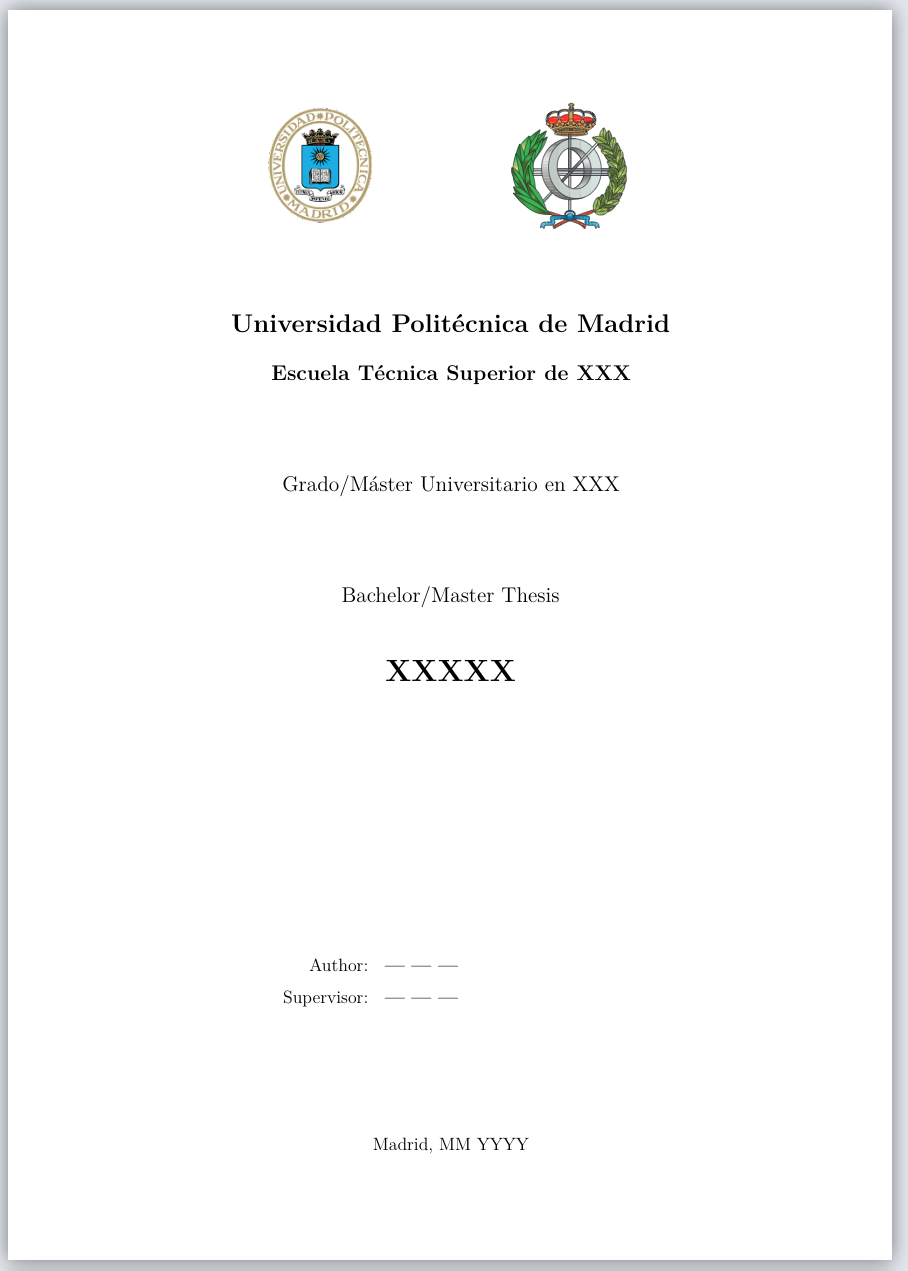 UNIVERSIDAD POLITECNICA
MADRID
Universidad Politécnica de Madrid
Escuela Técnica Superior de XXX
Grado/Máster Universitario en XXX
Bachelor/Master Thesis
XXXXX
Author: — — —
Supervisor: — — —
Madrid, MM YYYY